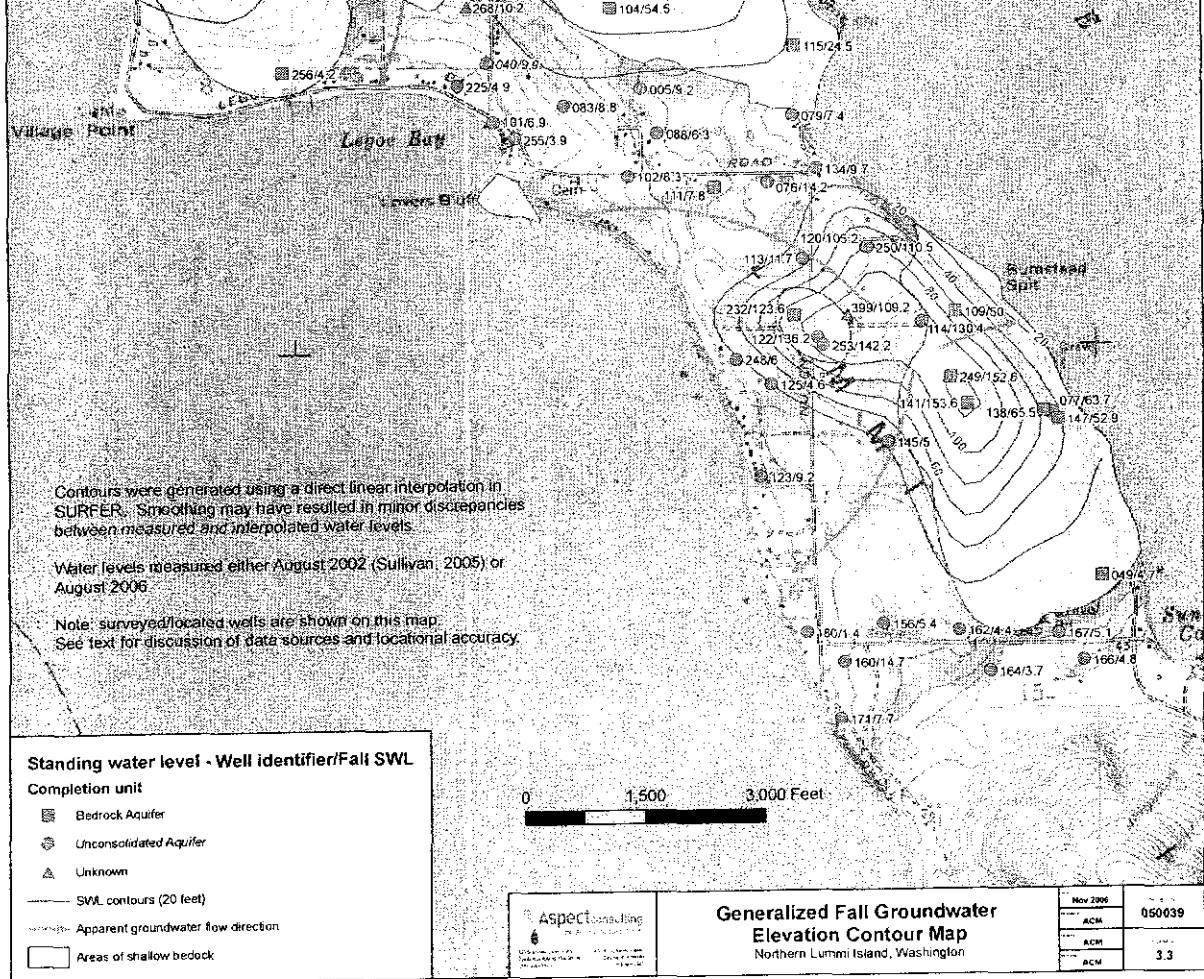 268/10.2
104/54.5
115/24.5
040/9.9
256/4.2
225/4.9
005/9.2
083/8.8
079/7.4
Village Point
Legoe Bay
101/6.9
255/3.9
088/6.3
ROAD
134/9.7
102/8.3
076/14.2
111/7.8
Cem
Lovers Bluff
20
120/105.2
250/110.5
113/11.7
40
80
232/123.6
399/109.2
109/50
114/130.4
20
122/136.2
253/142.2
248/6
249/152.6
125/4.6
141/153.6
077/63.7
138/65.5
147/52.9
145/5
100
60
123/9.2
Contours were generated using a direct linear interpolation in
SURFER. Smoothing may have resulted in minor discrepancies
between measured and interpolated water levels.
Water levels measured either August 2002 (Sullivan, 2005) or
August 2006
Note: surveyed/located wells are shown on this map.
See text for discussion of data sources and locational accuracy.
049/4.7
156/5.4
162/4.4
167/5.1
160/14.7
164/3.7
166/4.8
171/7.7
Standing water level - Well identifier/Fall SWL
Completion unit
Bedrock Aquifer
Unconsolidated Aquifer
Unknown
SWL contours (20 feet)
Apparent groundwater flow direction
Areas of shallow bedock
0 1,500 3,000 Feet
Aspect consulting
Generalized Fall Groundwater
Elevation Contour Map
Northern Lummi Island, Washington
Nov 2006
ACM
ACM
ACM
050039
3.3